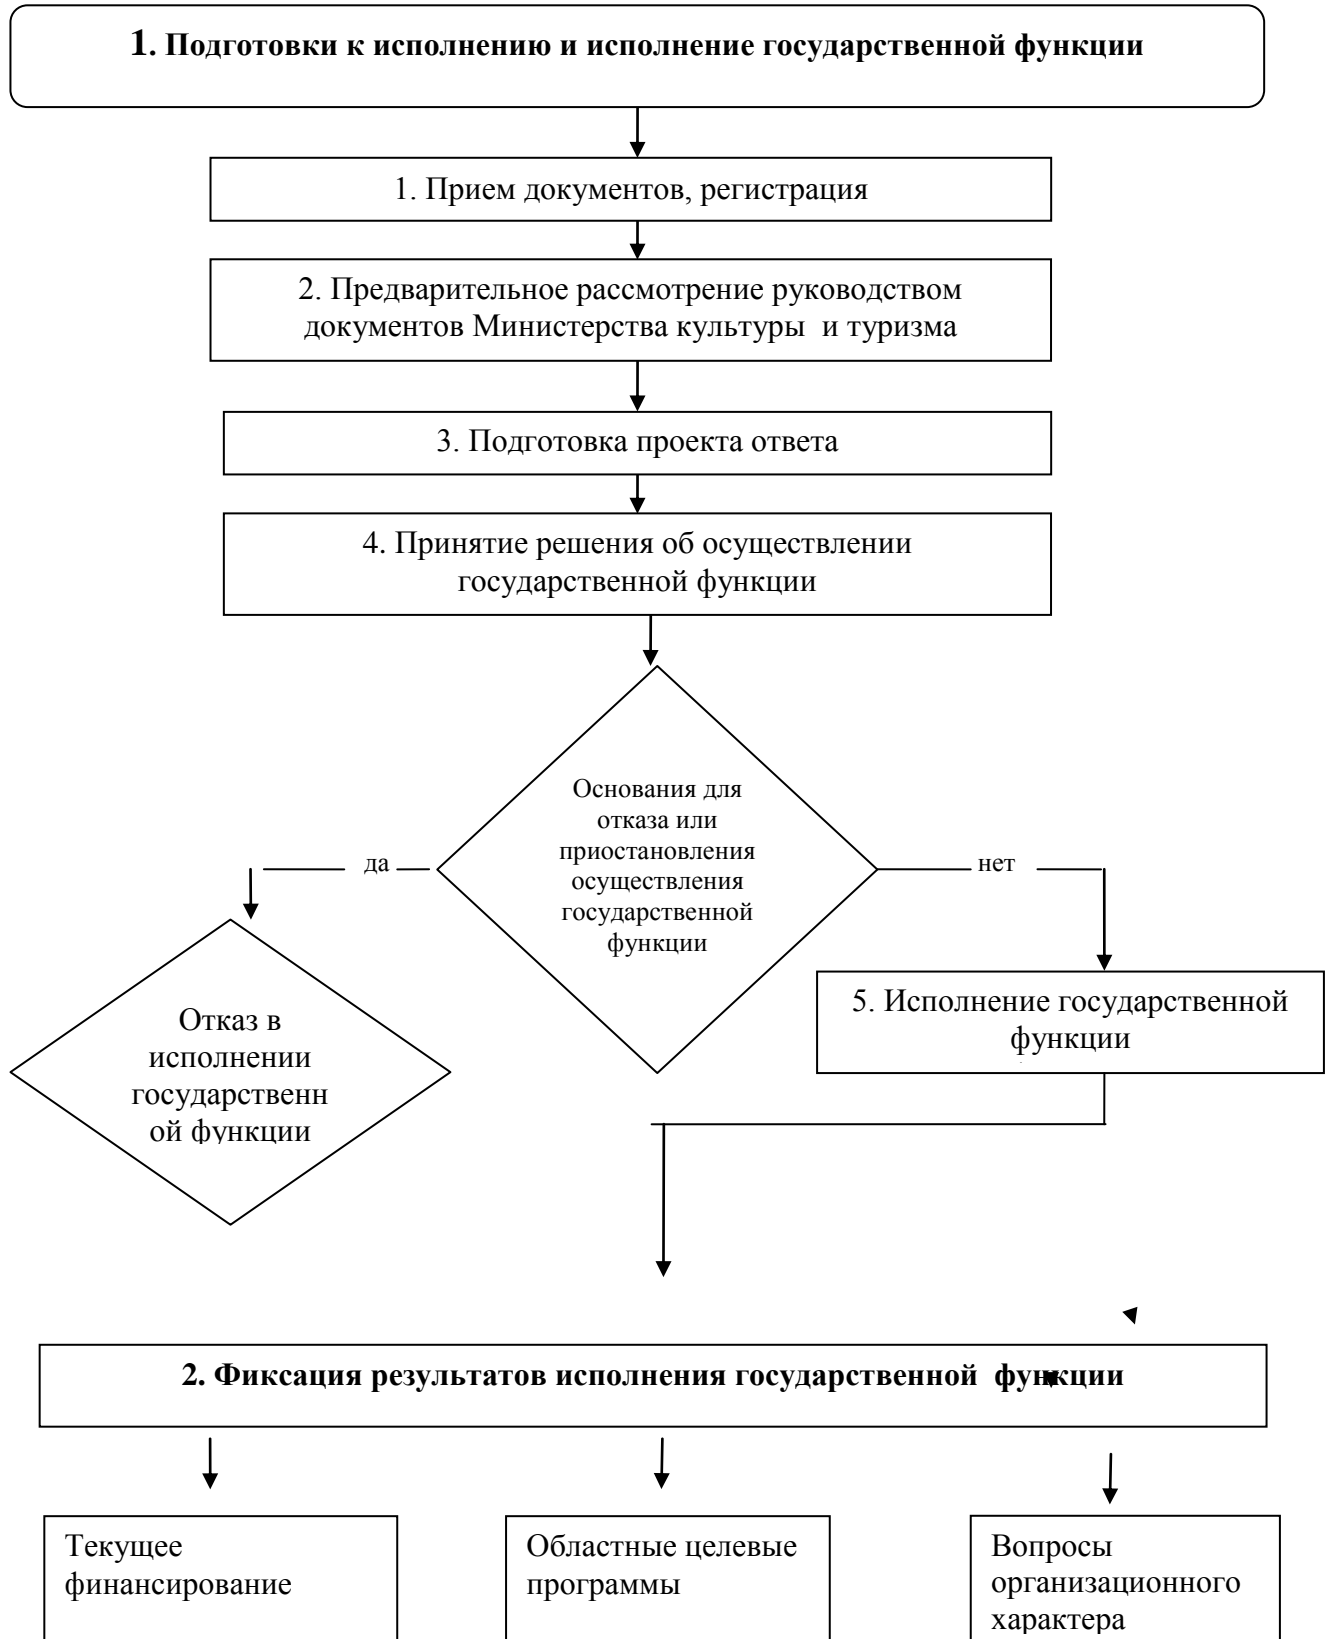 1. Подготовки к исполнению и исполнение государственной функции
1. Прием документов, регистрация
2. Предварительное рассмотрение руководством
документов Министерства культуры и туризма
3. Подготовка проекта ответа
4. Принятие решения об осуществлении
государственной функции
Основания для
отказа или
приостановления
осуществления
государственной
функции
да
нет
Отказ в
исполнении
государственн
ой функции
5. Исполнение государственной
функции
2. Фиксация результатов исполнения государственной функции
Текущее
финансирование
Областные целевые
программы
Вопросы
организационного
характера